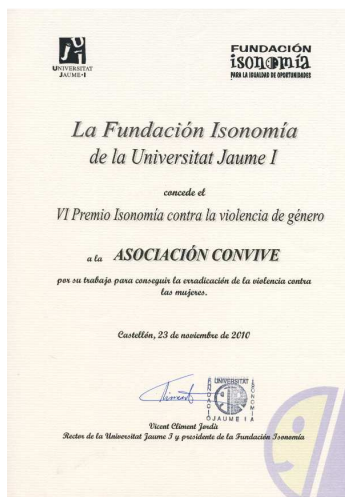 UNIVERSITAT
JAUME·I
FUNDACIÓN
isonomía
PARA LA IGUALDAD DE OPORTUNIDADES
La Fundación Isonomía
de la Universitat Jaume I
concede el
VI Premio Isonomía contra la violencia de género
a la ASOCIACIÓN CONVIVE
por su trabajo para conseguir la erradicación de la violencia contra
las mujeres.
Castellón, 23 de noviembre de 2010
UNIVERSITAT
JAUME I
FUNDACIÓ
ISONOMIA
Vicent Climent Jordà
Rector de la Universitat Jaume I y presidente de la Fundación Isonomía